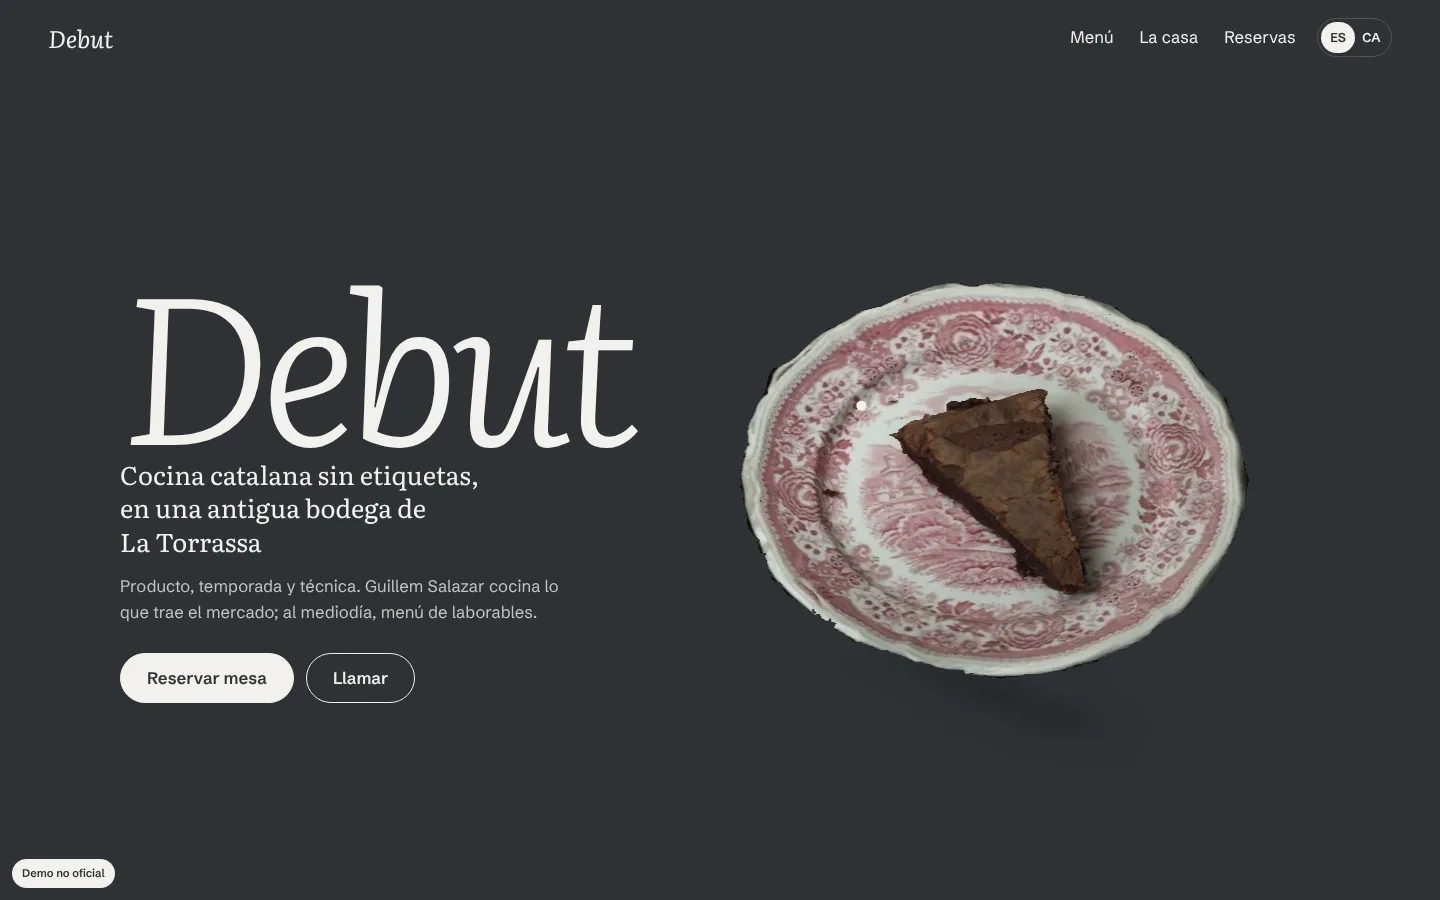 Debut
Menú
La casa
Reservas
ES
CA
Debut
Cocina catalana sin etiquetas,
en una antigua bodega de
La Torrassa
Producto, temporada y técnica. Guillem Salazar cocina lo
que trae el mercado; al mediodía, menú de laborables.
Reservar mesa
Llamar
Demo no oficial